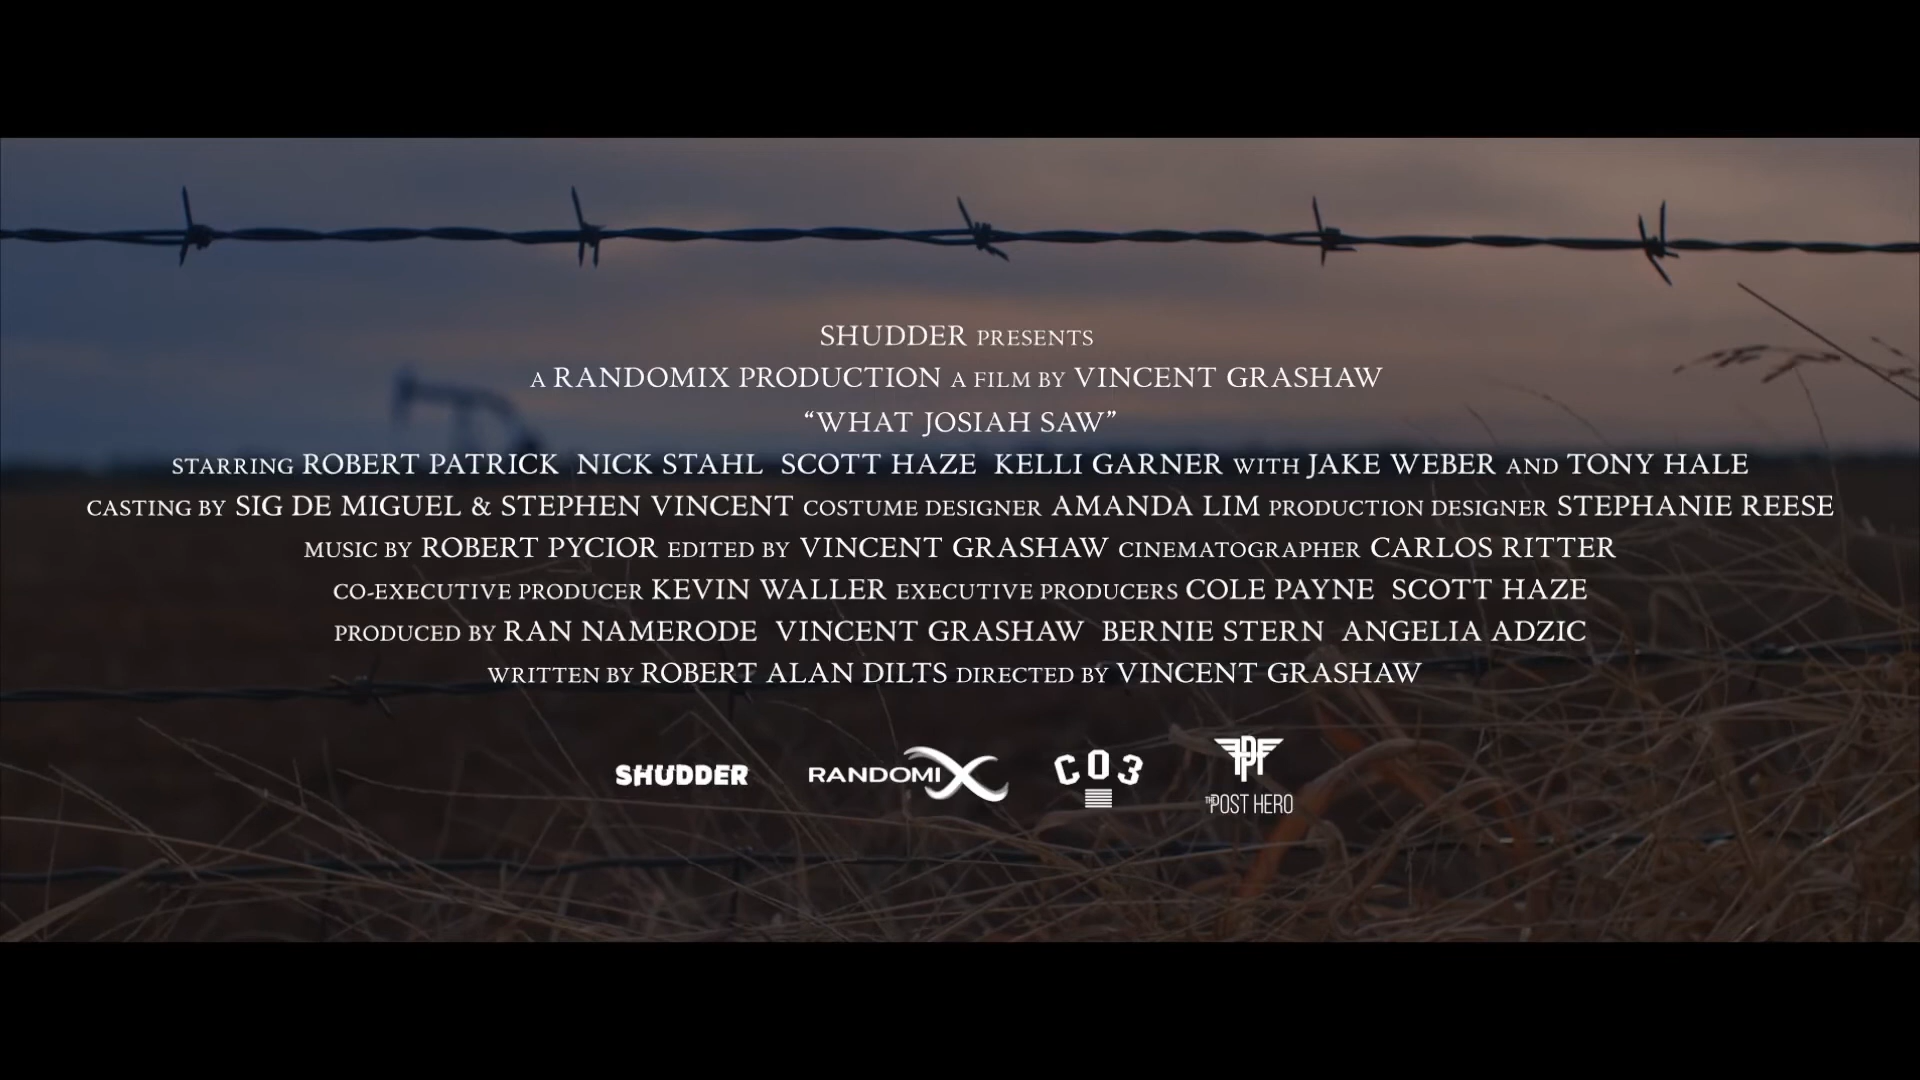 SHUDDER PRESENTS
A RANDOMIX PRODUCTION A FILM BY VINCENT GRASHAW
“WHAT JOSIAH SAW”
STARRING ROBERT PATRICK NICK STAHL SCOTT HAZE KELLI GARNER WITH JAKE WEBER AND TONY HALE
CASTING BY SIG DE MIGUEL & STEPHEN VINCENT COSTUME DESIGNER AMANDA LIM PRODUCTION DESIGNER STEPHANIE REESE
MUSIC BY ROBERT PYCIOR EDITED BY VINCENT GRASHAW CINEMATOGRAPHER CARLOS RITTER
CO-EXECUTIVE PRODUCER KEVIN WALLER EXECUTIVE PRODUCERS COLE PAYNE SCOTT HAZE
PRODUCED BY RAN NAMERODE VINCENT GRASHAW BERNIE STERN ANGELIA ADZIC
WRITTEN BY ROBERT ALAN DILTS DIRECTED BY VINCENT GRASHAW
SHUDDER RANDOMIX CO3 THE POST HERO